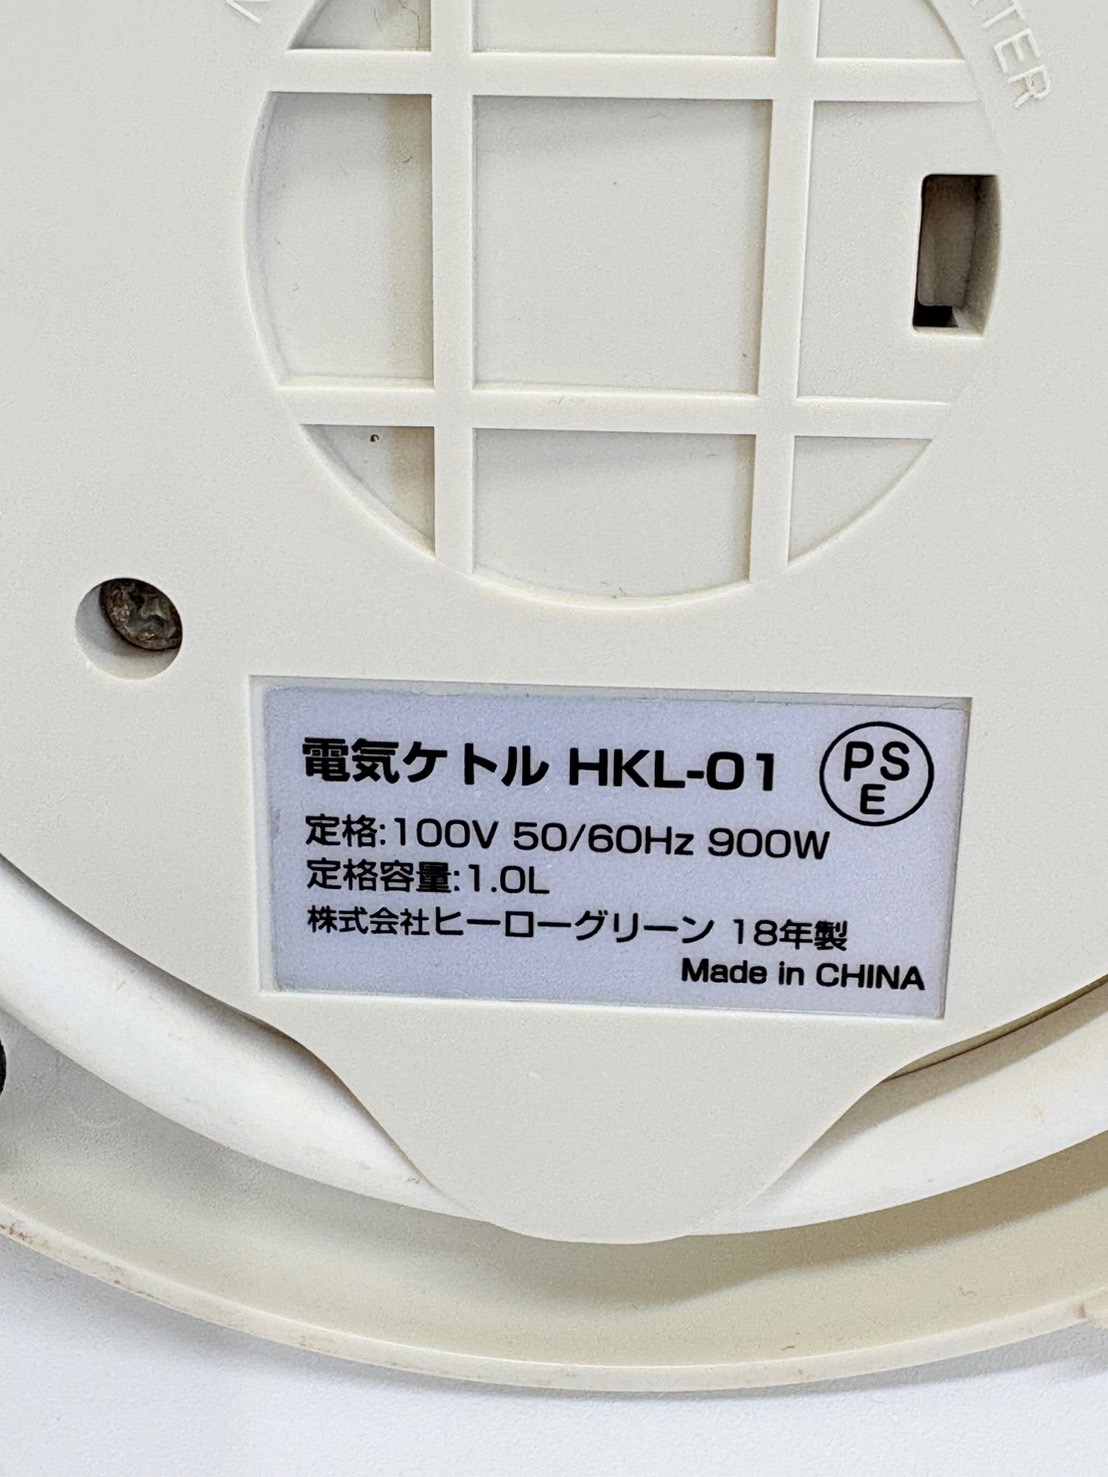 電気ケトル HKL-01
PS
E
定格:100V 50/60Hz 900W
定格容量:1.0L
株式会社ヒーローグリーン 18年製
Made in CHINA